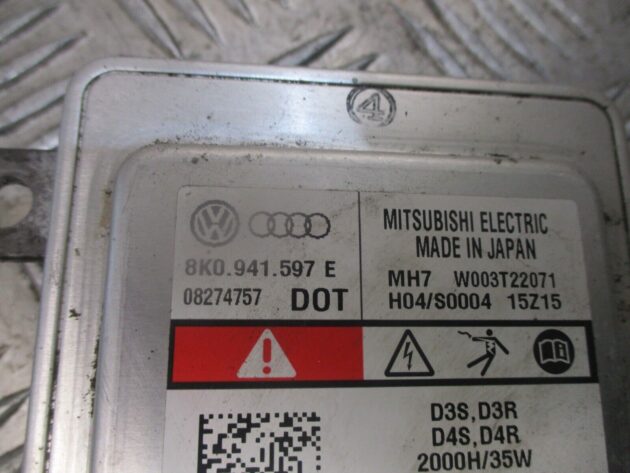 4
8K0.941.597 E
08274757 DOT
MITSUBISHI ELECTRIC
MADE IN JAPAN
MH7 W003T22071
H04/S0004 15Z15
D3S,D3R
D4S,D4R
2000H/35W